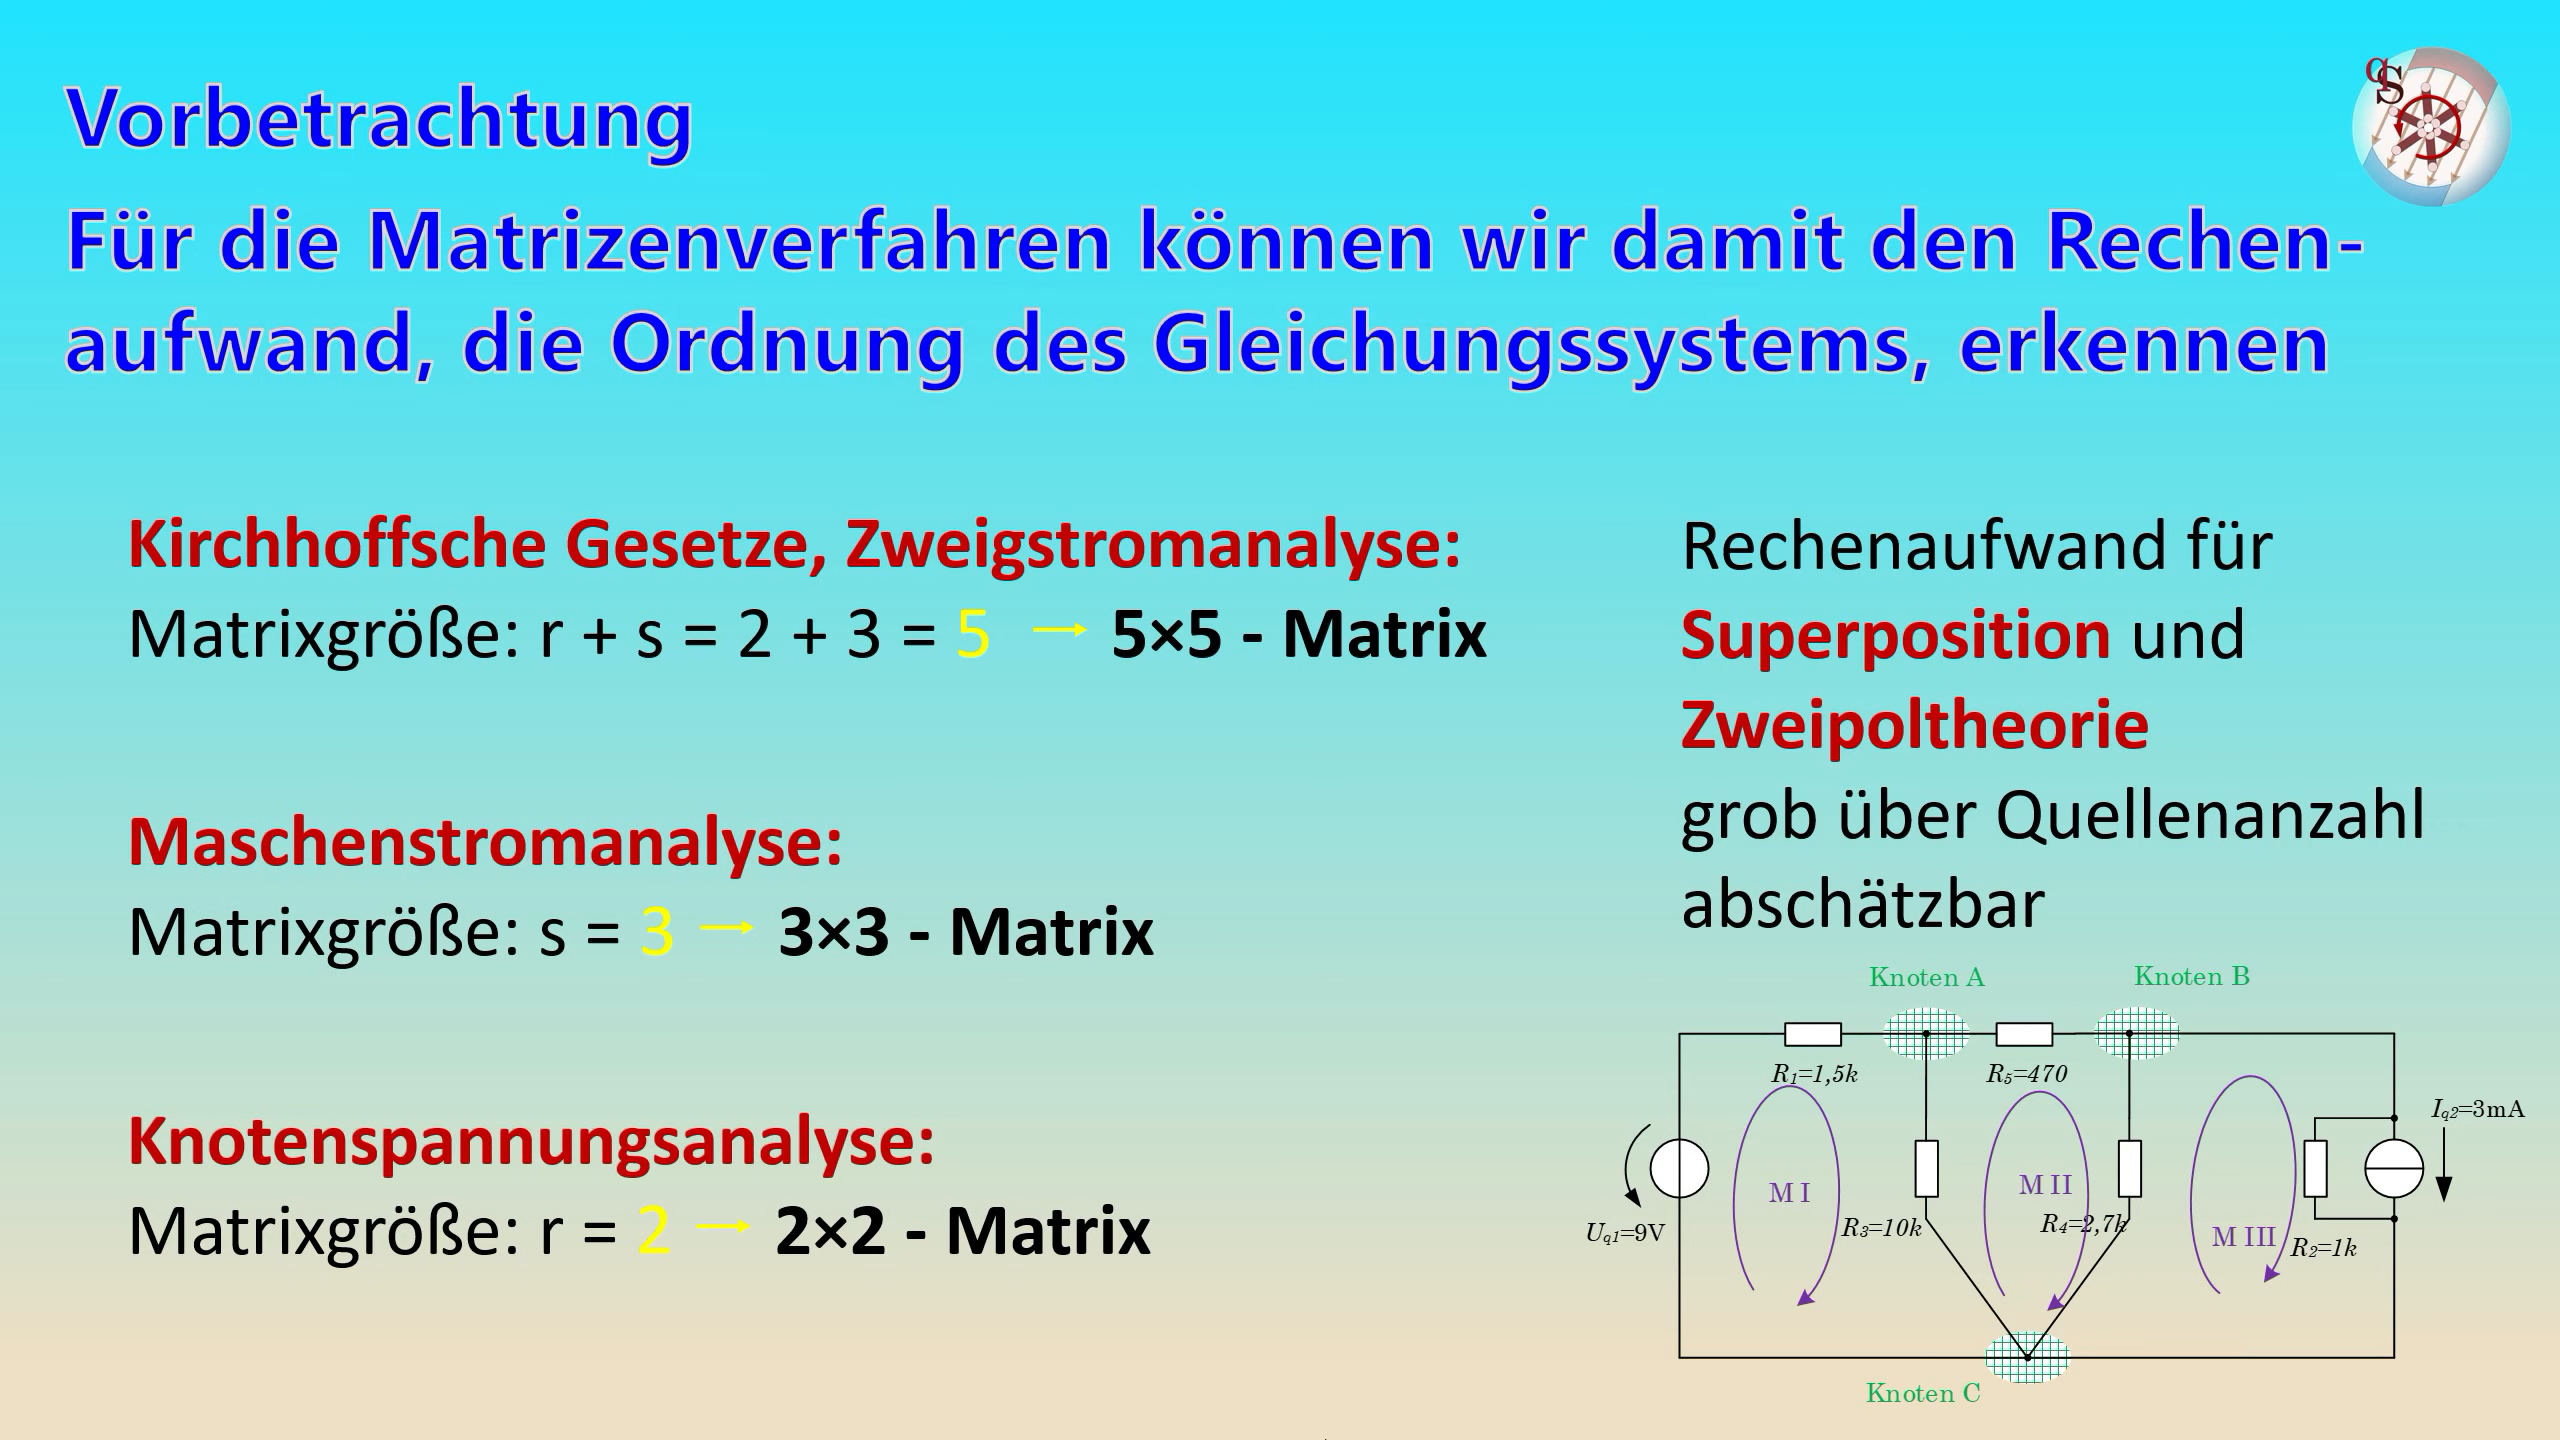 qS
Vorbetrachtung
Für die Matrizenverfahren können wir damit den Rechen-
aufwand, die Ordnung des Gleichungssystems, erkennen
Kirchhoffsche Gesetze, Zweigstromanalyse:
Matrixgröße: r + s = 2 + 3 = 5 → 5×5 - Matrix
Maschenstromanalyse:
Matrixgröße: s = 3 → 3×3 - Matrix
Knotenspannungsanalyse:
Matrixgröße: r = 2 → 2×2 - Matrix
Rechenaufwand für
Superposition und
Zweipoltheorie
grob über Quellenanzahl
abschätzbar
Knoten A
Knoten B
R1=1,5k
R5=470
Iq2=3mA
M I
M II
R3=10k
R4=2,7k
Uq1=9V
M III
R2=1k
Knoten C